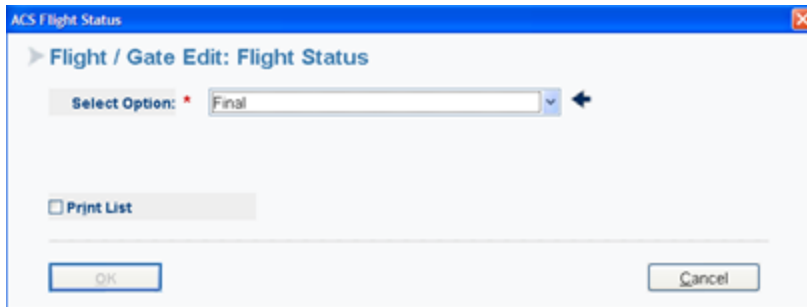 ACS Flight Status
Flight / Gate Edit: Flight Status
Select Option: * Final
Print List
OK
Cancel